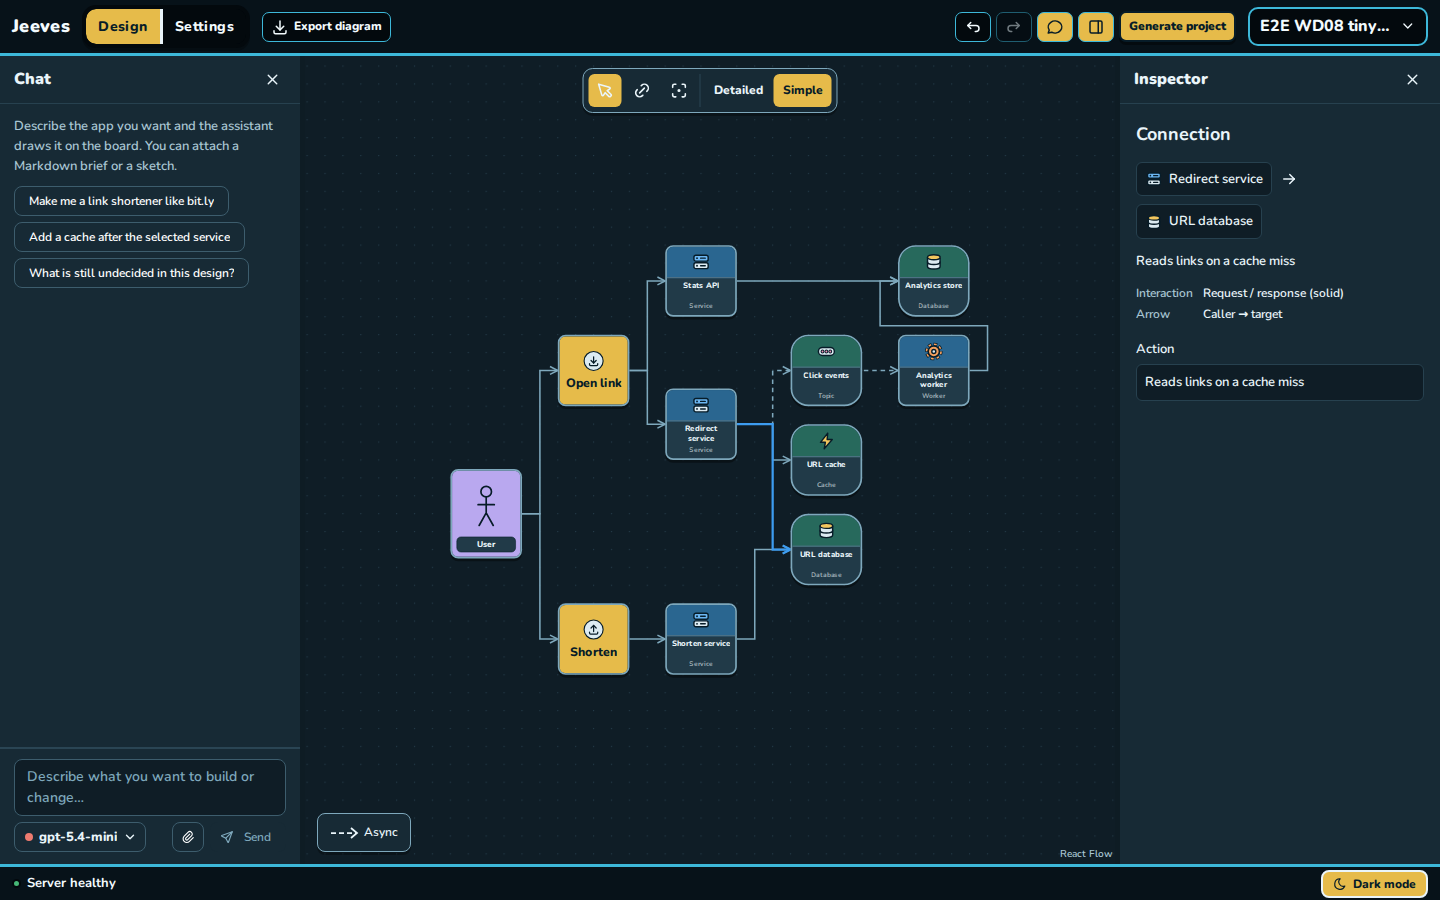 Jeeves
Design
Settings
Export diagram
Generate project
E2E WD08 tiny...
Chat
Describe the app you want and the assistant
draws it on the board. You can attach a
Markdown brief or a sketch.
Make me a link shortener like bit.ly
Add a cache after the selected service
What is still undecided in this design?
Describe what you want to build or
change...
gpt-5.4-mini
Send
Detailed
Simple
Stats API
Service
Analytics store
Database
Open link
Click events
Topic
Analytics
worker
Worker
Redirect
service
Service
URL cache
Cache
User
URL database
Database
Shorten
Shorten service
Service
Async
React Flow
Inspector
Connection
Redirect service →
URL database
Reads links on a cache miss
Interaction Request / response (solid)
Arrow Caller → target
Action
Reads links on a cache miss
Server healthy
Dark mode